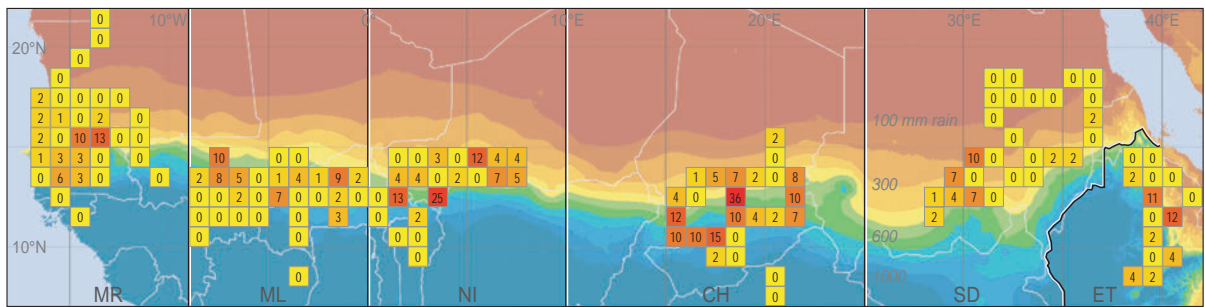 10°W 0° 10°E 20°E 30°E 40°E
0
0
20°N
0
0 0 0 0 0
2 0 0 0 0 0 0 0 0 0
2 1 0 2 0 100 mm rain 0 2
2 0 10 13 0 0 2 0 0
1 3 3 0 0 10 0 0 0 0 3 0 12 4 4 0 10 0 0 2 2 0 0
0 6 3 0 0 2 8 5 0 1 4 1 9 2 4 4 0 2 0 7 5 1 5 7 2 0 8 300 7 0 0 2 0 0
0 0 0 2 0 7 0 0 2 0 0 13 25 4 0 36 10 1 4 7 0 11 0
0 0 0 0 0 0 3 0 2 12 10 4 2 7 2 0 12
10°N 0 0 0 0 10 10 15 0 600 2
0 2 0 0 4
0 0 1000 4 2
MR ML NI CH 0 SD ET